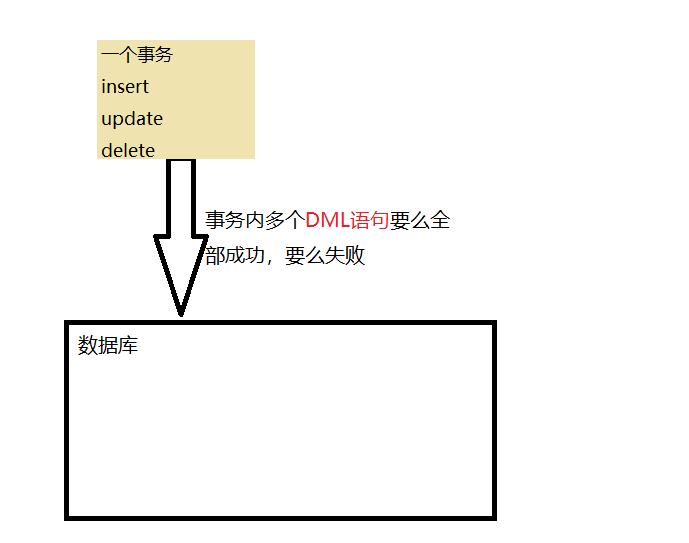 一个事务
insert
update
delete
事务内多个DML语句要么全
部成功，要么失败
数据库